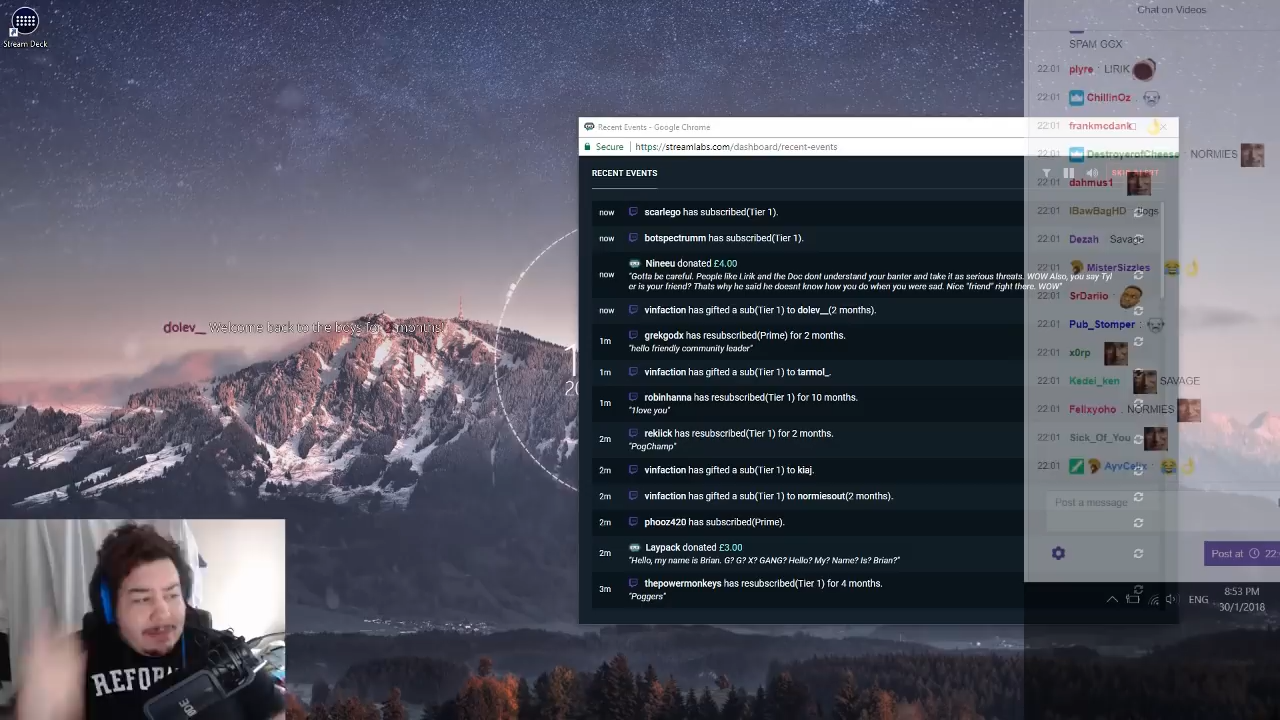 Stream Deck
dolev__ Welcome back to the boys for 2 months!
Recent Events - Google Chrome
Secure
https://streamlabs.com/dashboard/recent-events
RECENT EVENTS
SKIP ALERT
now scarlego has subscribed(Tier 1).
now botspectrumm has subscribed(Tier 1).
Nineeu donated £4.00
now "Gotta be careful. People like Lirik and the Doc dont understand your banter and take it as serious threats. WOW Also, you say Tyl
er is your friend? Thats why he said he doesnt know how you do when you were sad. Nice "friend" right there. WOW"
now vinfaction has gifted a sub(Tier 1) to dolev__(2 months).
1m grekgodx has resubscribed(Prime) for 2 months.
"hello friendly community leader"
1m vinfaction has gifted a sub(Tier 1) to tarmol_.
1m robinhanna has resubscribed(Tier 1) for 10 months.
"1love you"
2m rekiick has resubscribed(Tier 1) for 2 months.
"PogChamp"
2m vinfaction has gifted a sub(Tier 1) to kiaj.
2m vinfaction has gifted a sub(Tier 1) to normiesout(2 months).
2m phooz420 has subscribed(Prime).
2m Laypack donated £3.00
"Hello, my name is Brian. G? G? X? GANG? Hello? My? Name? Is? Brian?"
3m thepowermonkeys has resubscribed(Tier 1) for 4 months.
"Poggers"
Chat on Videos
SPAM GGX
22:01 plyre : LIRIK
22:01 ChillinOz :
22:01 frankmcdank :
22:01 DestroyerofCheese : NORMIES
22:01 dahmus1 :
22:01 IBawBagHD : Pogs
22:01 Dezah : Savage
22:01 MisterSizzles :
22:01 SrDaniio :
22:01 Pub_Stomper :
22:01 x0rp :
22:01 Kedei_ken : SAVAGE
22:01 Felixyoho : NORMIES
22:01 Sick_Of_You :
22:01 AyvCelix :
Post a message
Post at 22:
ENG
8:53 PM
30/1/2018
REFOR